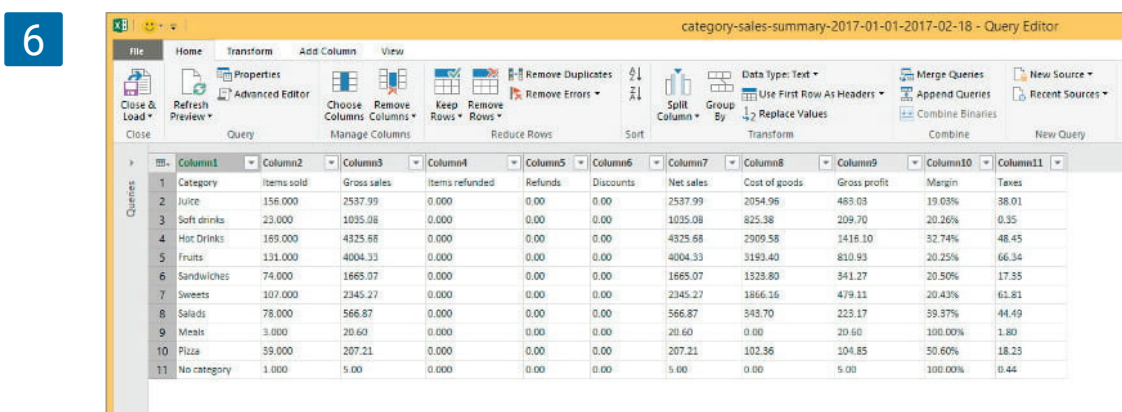 6
category-sales-summary-2017-01-01-2017-02-18 - Query Editor
File Home Transform Add Column View
Close & Load
Refresh Preview
Properties
Advanced Editor
Choose Columns
Remove Columns
Keep Rows
Remove Rows
Remove Duplicates
Remove Errors
Split Column
Group By
Data Type: Text
Use First Row As Headers
Replace Values
Merge Queries
Append Queries
Combine Binaries
New Source
Recent Sources
Close Query Manage Columns Reduce Rows Sort Transform Combine New Query
Queries
Column1 Column2 Column3 Column4 Column5 Column6 Column7 Column8 Column9 Column10 Column11
1 Category Items sold Gross sales Items refunded Refunds Discounts Net sales Cost of goods Gross profit Margin Taxes
2 Juice 156.000 2537.99 0.000 0.00 0.00 2537.99 2054.96 483.03 19.03% 38.01
3 Soft drinks 23.000 1035.08 0.000 0.00 0.00 1035.08 825.38 209.70 20.26% 0.35
4 Hot Drinks 169.000 4325.68 0.000 0.00 0.00 4325.68 2909.58 1416.10 32.74% 48.45
5 Fruits 131.000 4004.33 0.000 0.00 0.00 4004.33 3193.40 810.93 20.25% 66.34
6 Sandwiches 74.000 1665.07 0.000 0.00 0.00 1665.07 1323.80 341.27 20.50% 17.35
7 Sweets 107.000 2345.27 0.000 0.00 0.00 2345.27 1866.16 479.11 20.43% 61.81
8 Salads 78.000 566.87 0.000 0.00 0.00 566.87 343.70 223.17 39.37% 44.49
9 Meals 3.000 20.60 0.000 0.00 0.00 20.60 0.00 20.60 100.00% 1.80
10 Pizza 39.000 207.21 0.000 0.00 0.00 207.21 102.36 104.85 50.60% 18.23
11 No category 1.000 5.00 0.000 0.00 0.00 5.00 0.00 5.00 100.00% 0.44